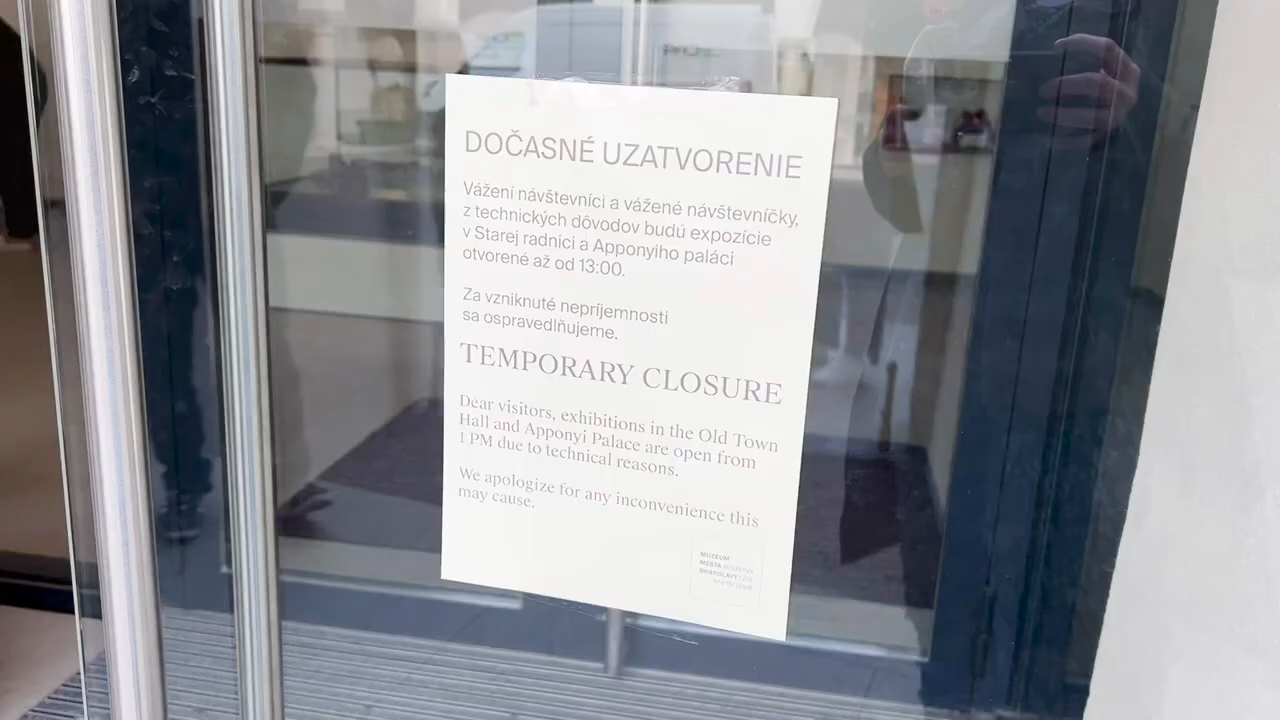 DOČASNÉ UZATVORENIE
Vážení návštevníci a vážené návštevníčky,
z technických dôvodov budú expozície
v Starej radnici a Apponyiho paláci
otvorené až od 13:00.
Za vzniknuté nepríjemnosti
sa ospravedlňujeme.
TEMPORARY CLOSURE
Dear visitors, exhibitions in the Old Town
Hall and Apponyi Palace are open from
1 PM due to technical reasons.
We apologize for any inconvenience this
may cause.
MUZEUM
MESTA
BRATISLAVY